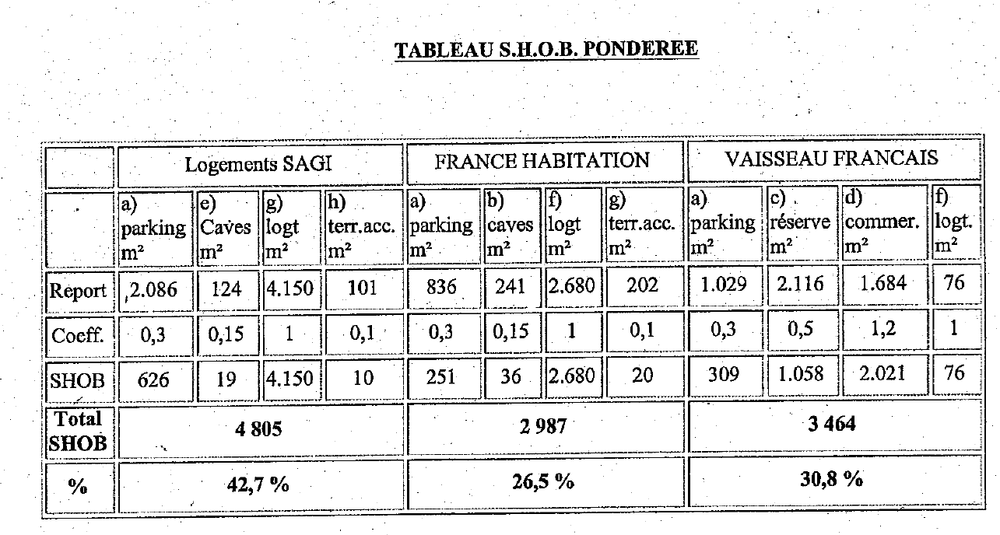 TABLEAU S.H.O.B. PONDEREE
Logements SAGI FRANCE HABITATION VAISSEAU FRANCAIS
a) e) g) h) a) b) f) g) a) c) d) f)
parking Caves logt terr.acc. parking caves logt terr.acc. parking réserve commer. logt.
m² m² m² m² m² m² m² m² m² m² m² m²
Report 2.086 124 4.150 101 836 241 2.680 202 1.029 2.116 1.684 76
Coeff. 0,3 0,15 1 0,1 0,3 0,15 1 0,1 0,3 0,5 1,2 1
SHOB 626 19 4.150 10 251 36 2.680 20 309 1.058 2.021 76
Total
SHOB 4 805 2 987 3 464
% 42,7 % 26,5 % 30,8 %